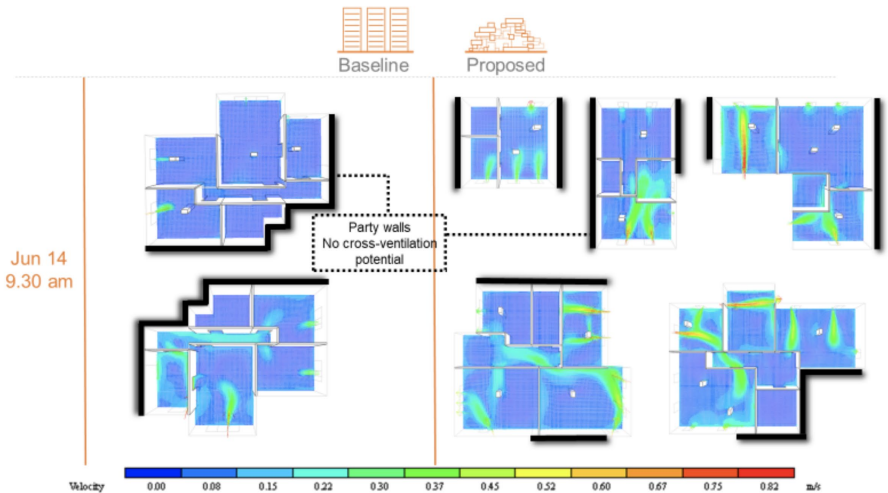 Baseline
Proposed
Party walls
No cross-ventilation
potential
Jun 14
9.30 am
Velocity 0.00 0.08 0.15 0.22 0.30 0.37 0.45 0.52 0.60 0.67 0.75 0.82 m/s